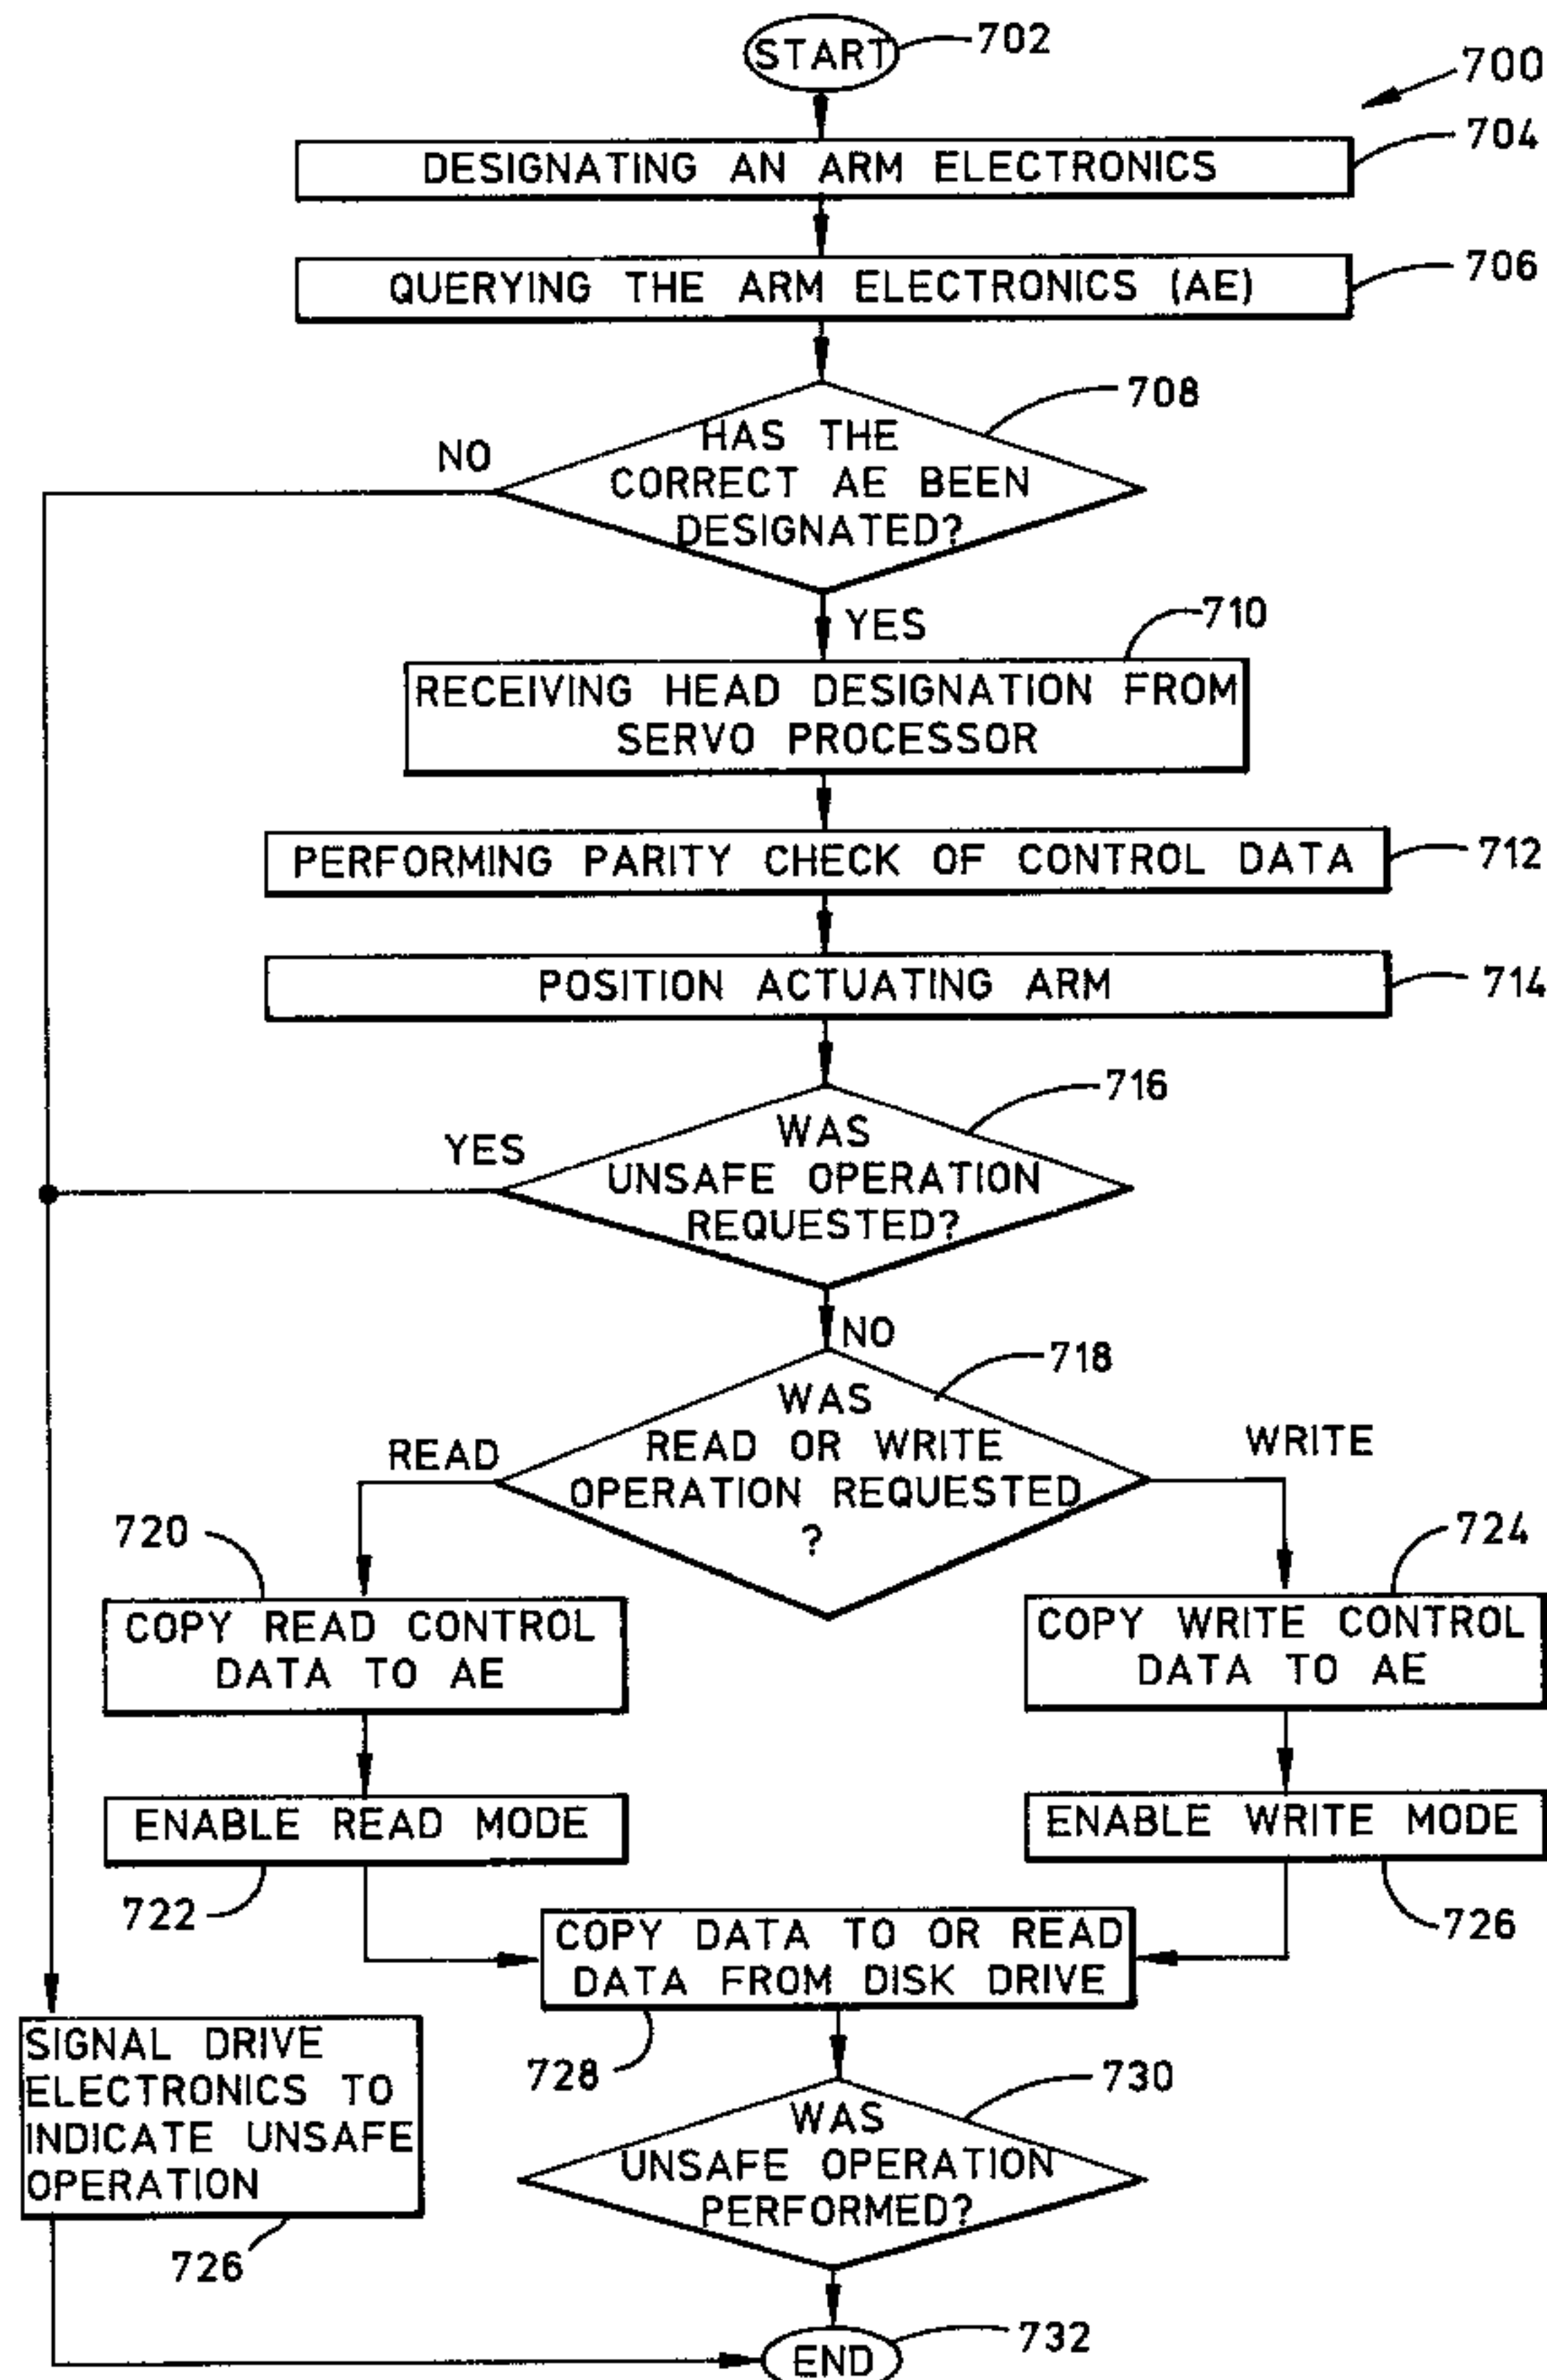 START
702
700
DESIGNATING AN ARM ELECTRONICS
704
QUERYING THE ARM ELECTRONICS (AE)
706
708
NO
HAS THE
CORRECT AE BEEN
DESIGNATED?
YES
710
RECEIVING HEAD DESIGNATION FROM
SERVO PROCESSOR
PERFORMING PARITY CHECK OF CONTROL DATA
712
POSITION ACTUATING ARM
714
716
YES
WAS
UNSAFE OPERATION
REQUESTED?
NO
718
WAS
READ OR WRITE
OPERATION REQUESTED
?
READ
WRITE
720
724
COPY READ CONTROL
DATA TO AE
COPY WRITE CONTROL
DATA TO AE
ENABLE READ MODE
ENABLE WRITE MODE
722
726
COPY DATA TO OR READ
DATA FROM DISK DRIVE
728
730
SIGNAL DRIVE
ELECTRONICS TO
INDICATE UNSAFE
OPERATION
726
WAS
UNSAFE OPERATION
PERFORMED?
732
END